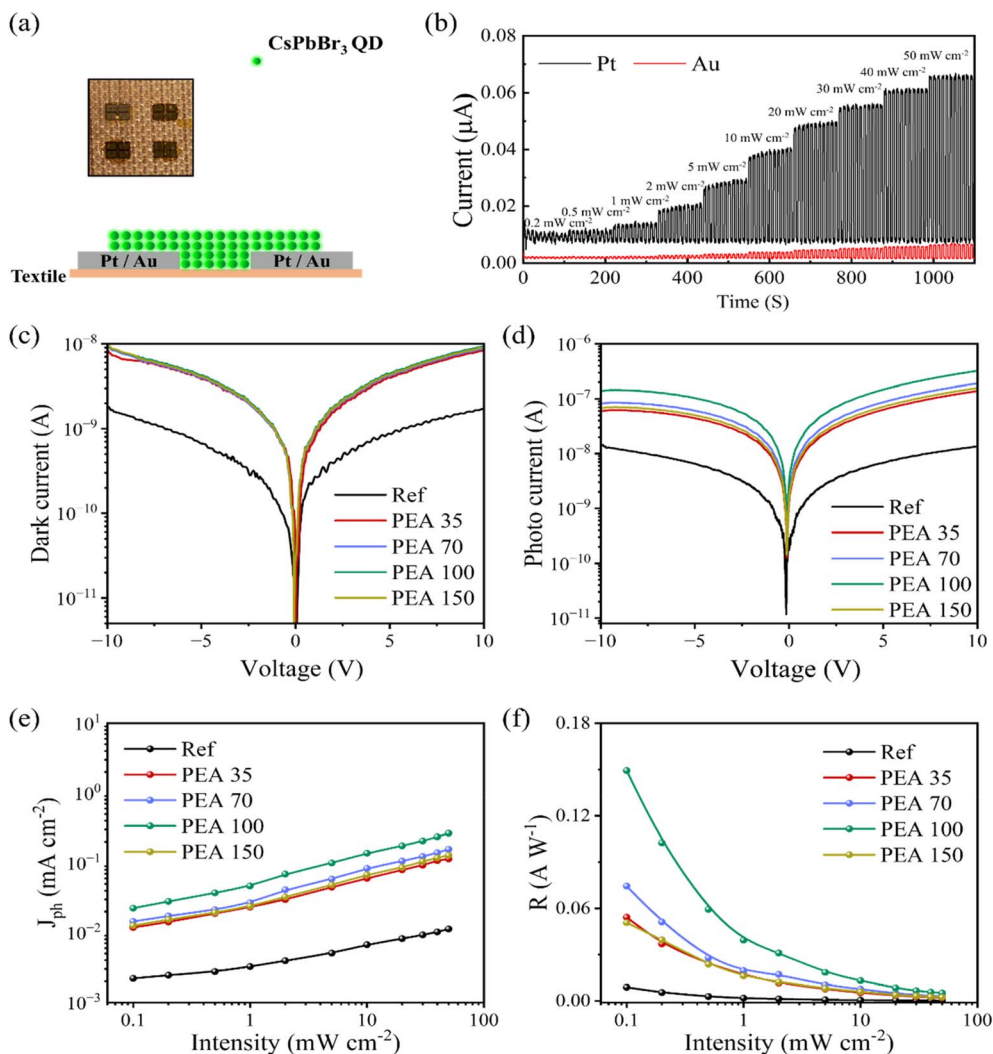 (a)
CsPbBr₃ QD
Pt / Au
Pt / Au
Textile
(b)
0.08
0.06
0.04
0.02
0.00
Current (µA)
Pt
Au
0.2 mW cm⁻²
0.5 mW cm⁻²
1 mW cm⁻²
2 mW cm⁻²
5 mW cm⁻²
10 mW cm⁻²
20 mW cm⁻²
30 mW cm⁻²
40 mW cm⁻²
50 mW cm⁻²
0 200 400 600 800 1000
Time (S)
(c)
10⁻⁸
10⁻⁹
10⁻¹⁰
10⁻¹¹
Dark current (A)
Ref
PEA 35
PEA 70
PEA 100
PEA 150
−10 −5 0 5 10
Voltage (V)
(d)
10⁻⁶
10⁻⁷
10⁻⁸
10⁻⁹
10⁻¹⁰
10⁻¹¹
Photo current (A)
Ref
PEA 35
PEA 70
PEA 100
PEA 150
−10 −5 0 5 10
Voltage (V)
(e)
10¹
10⁰
10⁻¹
10⁻²
10⁻³
J_ph (mA cm⁻²)
Ref
PEA 35
PEA 70
PEA 100
PEA 150
0.1 1 10 100
Intensity (mW cm⁻²)
(f)
0.18
0.12
0.06
0.00
R (A W⁻¹)
Ref
PEA 35
PEA 70
PEA 100
PEA 150
0.1 1 10 100
Intensity (mW cm⁻²)